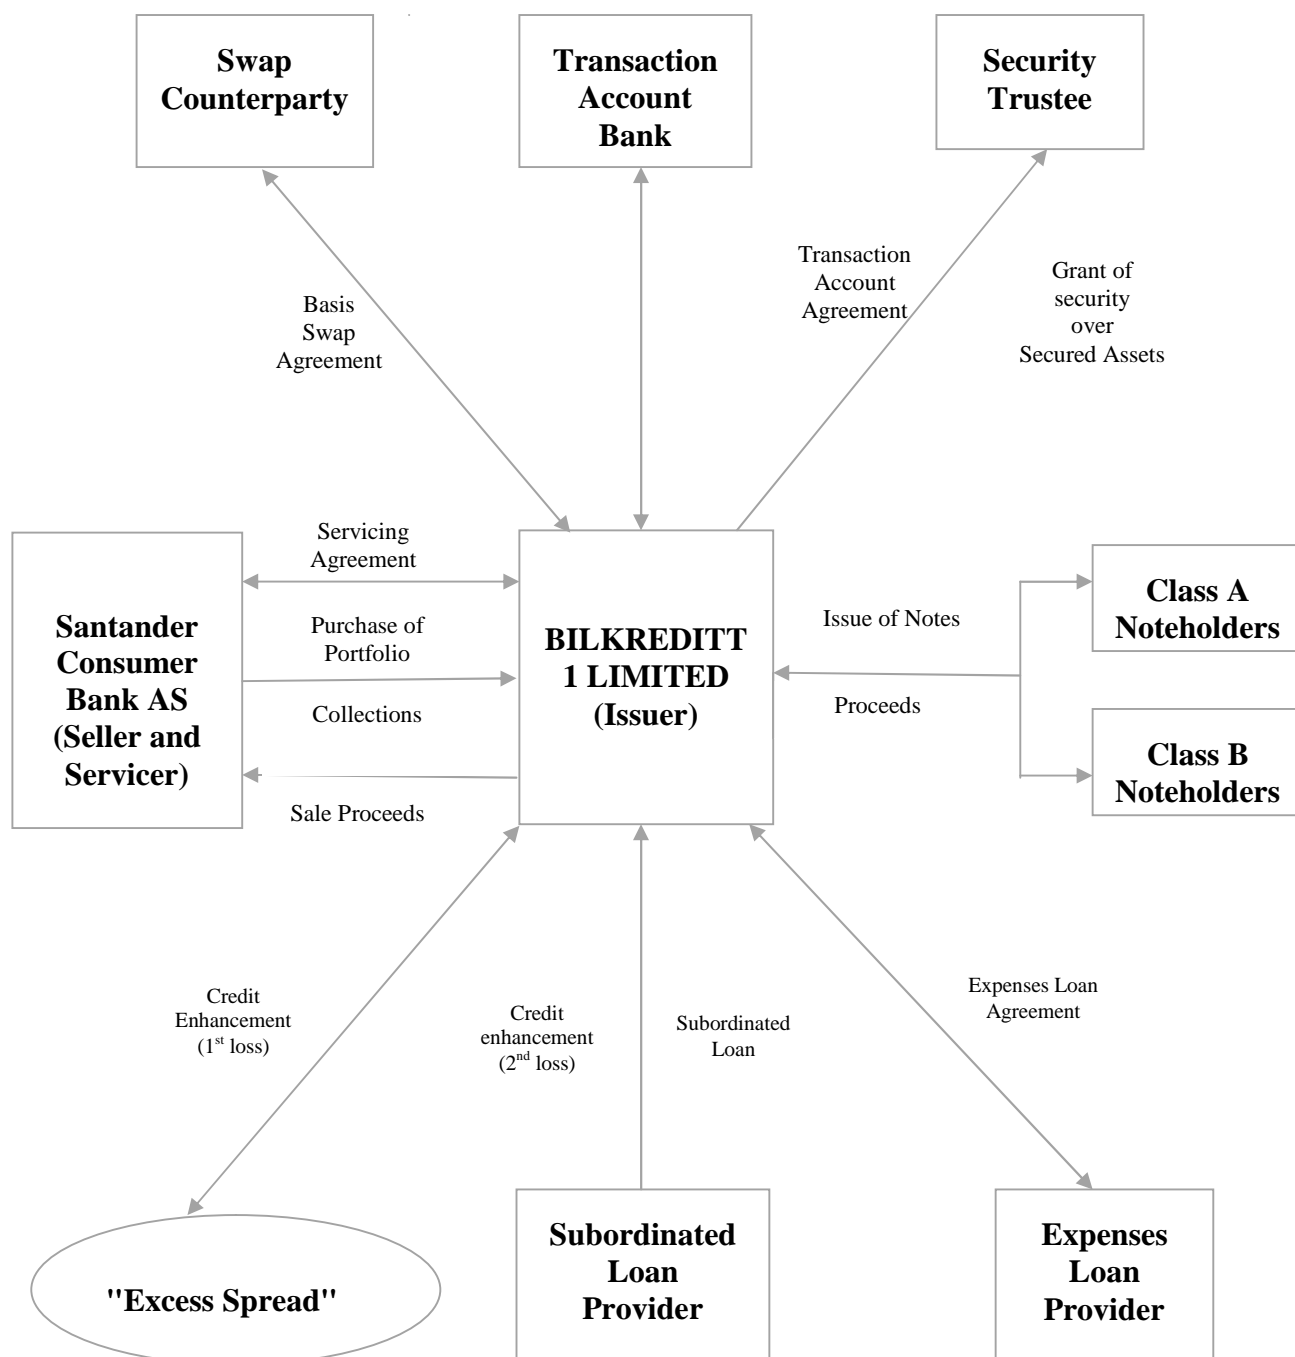 Swap
Counterparty
Transaction
Account
Bank
Security
Trustee
Basis
Swap
Agreement
Transaction
Account
Agreement
Grant of
security
over
Secured Assets
Servicing
Agreement
Purchase of
Portfolio
Collections
Sale Proceeds
Santander
Consumer
Bank AS
(Seller and
Servicer)
BILKREDITT
1 LIMITED
(Issuer)
Issue of Notes
Proceeds
Class A
Noteholders
Class B
Noteholders
Credit
Enhancement
(1st loss)
Credit
enhancement
(2nd loss)
Subordinated
Loan
Expenses Loan
Agreement
"Excess Spread"
Subordinated
Loan
Provider
Expenses
Loan
Provider